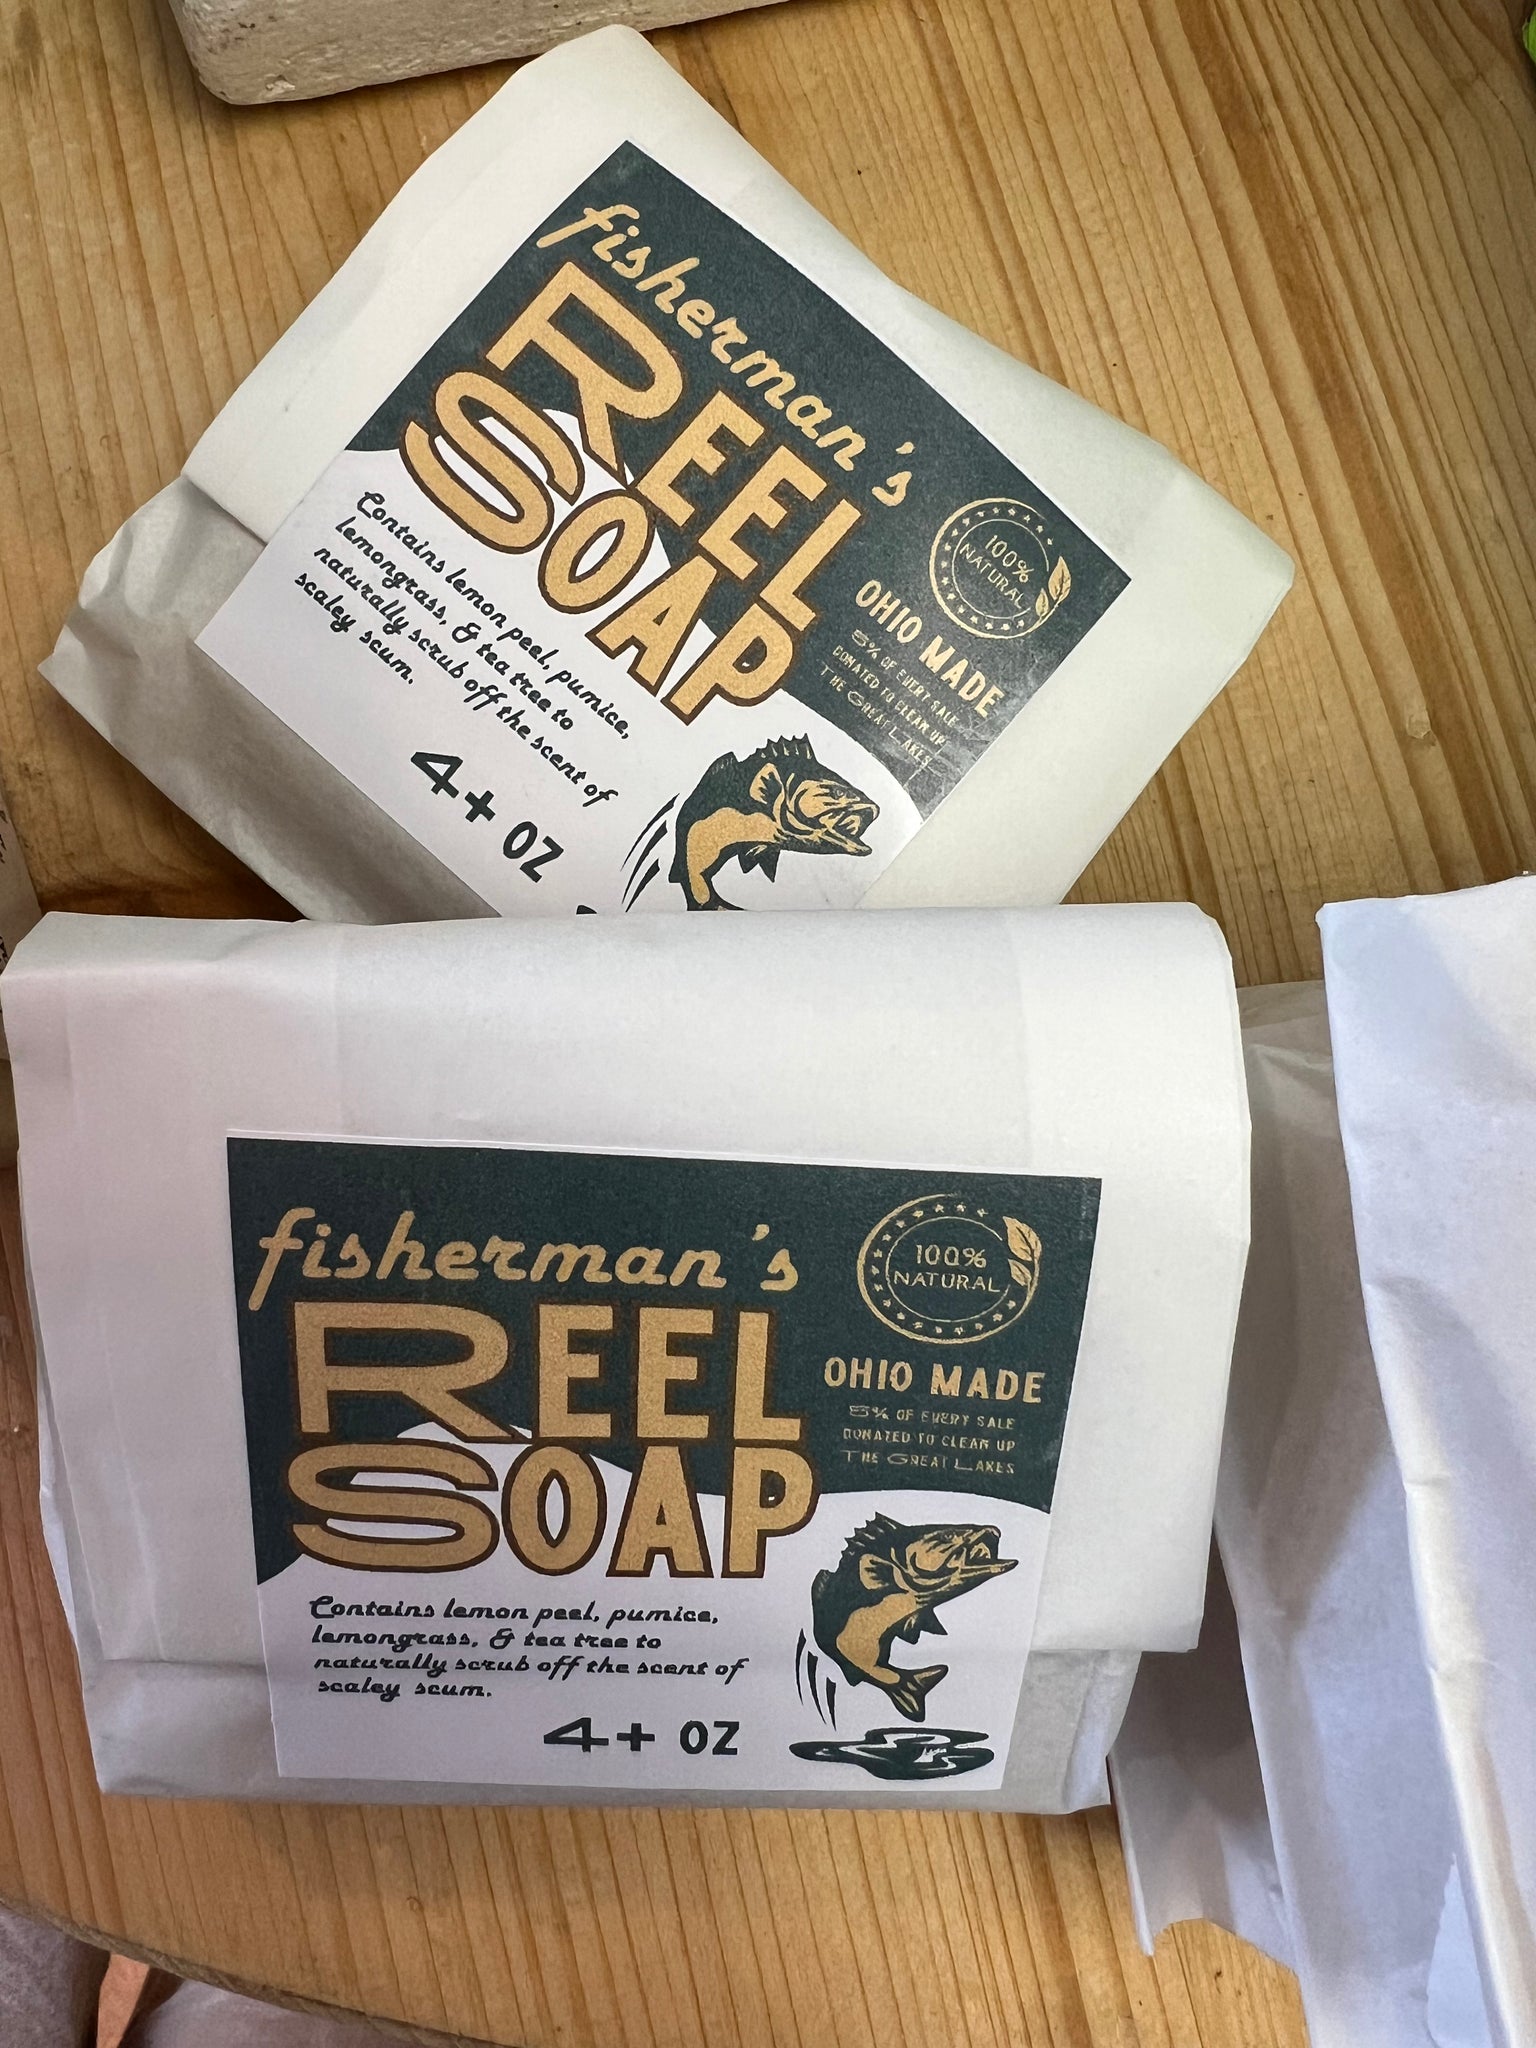 fisherman's
REEL
SOAP
100%
NATURAL
OHIO MADE
5% OF EVERY SALE
DONATED TO CLEAN UP
THE GREAT LAKES
Contains lemon peel, pumice,
lemongrass, & tea tree to
naturally scrub off the scent of
scaley scum.
4+ OZ
fisherman's
REEL
SOAP
100%
NATURAL
OHIO MADE
5% OF EVERY SALE
DONATED TO CLEAN UP
THE GREAT LAKES
Contains lemon peel, pumice,
lemongrass, & tea tree to
naturally scrub off the scent of
scaley scum.
4+ OZ